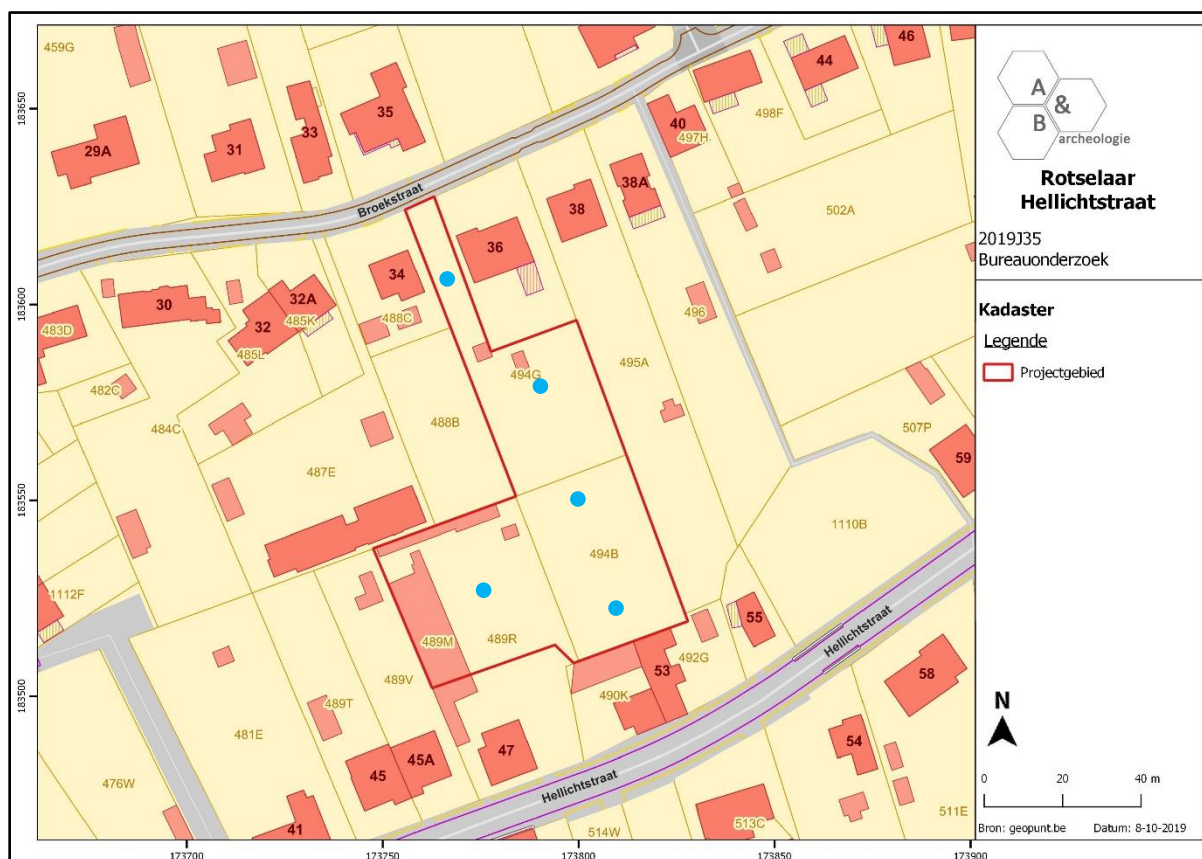 459G
29A
31
33
35
46
44
498F
40
497H
38A
38
36
Broekstraat
34
488C
30
32A
485K
32
485L
483D
482C
484C
502A
496
495A
494G
488B
487E
507P
59
1110B
1112F
494B
489M
489R
55
492G
Hellichtstraat
53
490K
58
489V
489T
481E
476W
45
45A
47
54
Hellichtstraat
41
514W
513C
511E
183650
183600
183550
183500
173700
173750
173800
173850
173900
A
&
B
archeologie
Rotselaar
Hellichtstraat
2019J35
Bureauonderzoek
Kadaster
Legende
Projectgebied
N
0 20 40 m
Bron: geopunt.be Datum: 8-10-2019